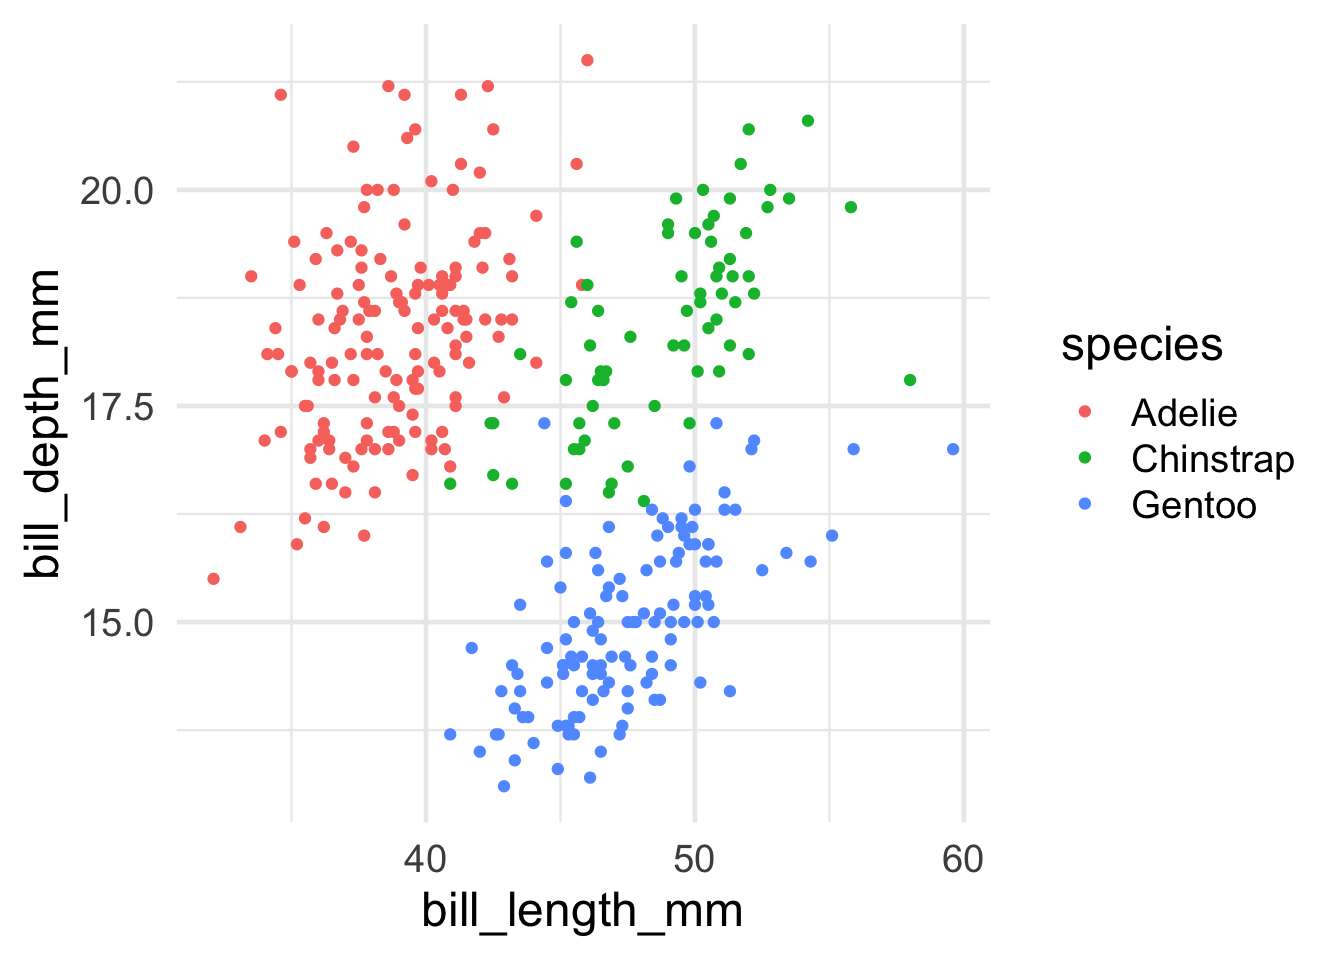 20.0
17.5
15.0
bill_depth_mm
40 50 60
bill_length_mm
species
Adelie
Chinstrap
Gentoo